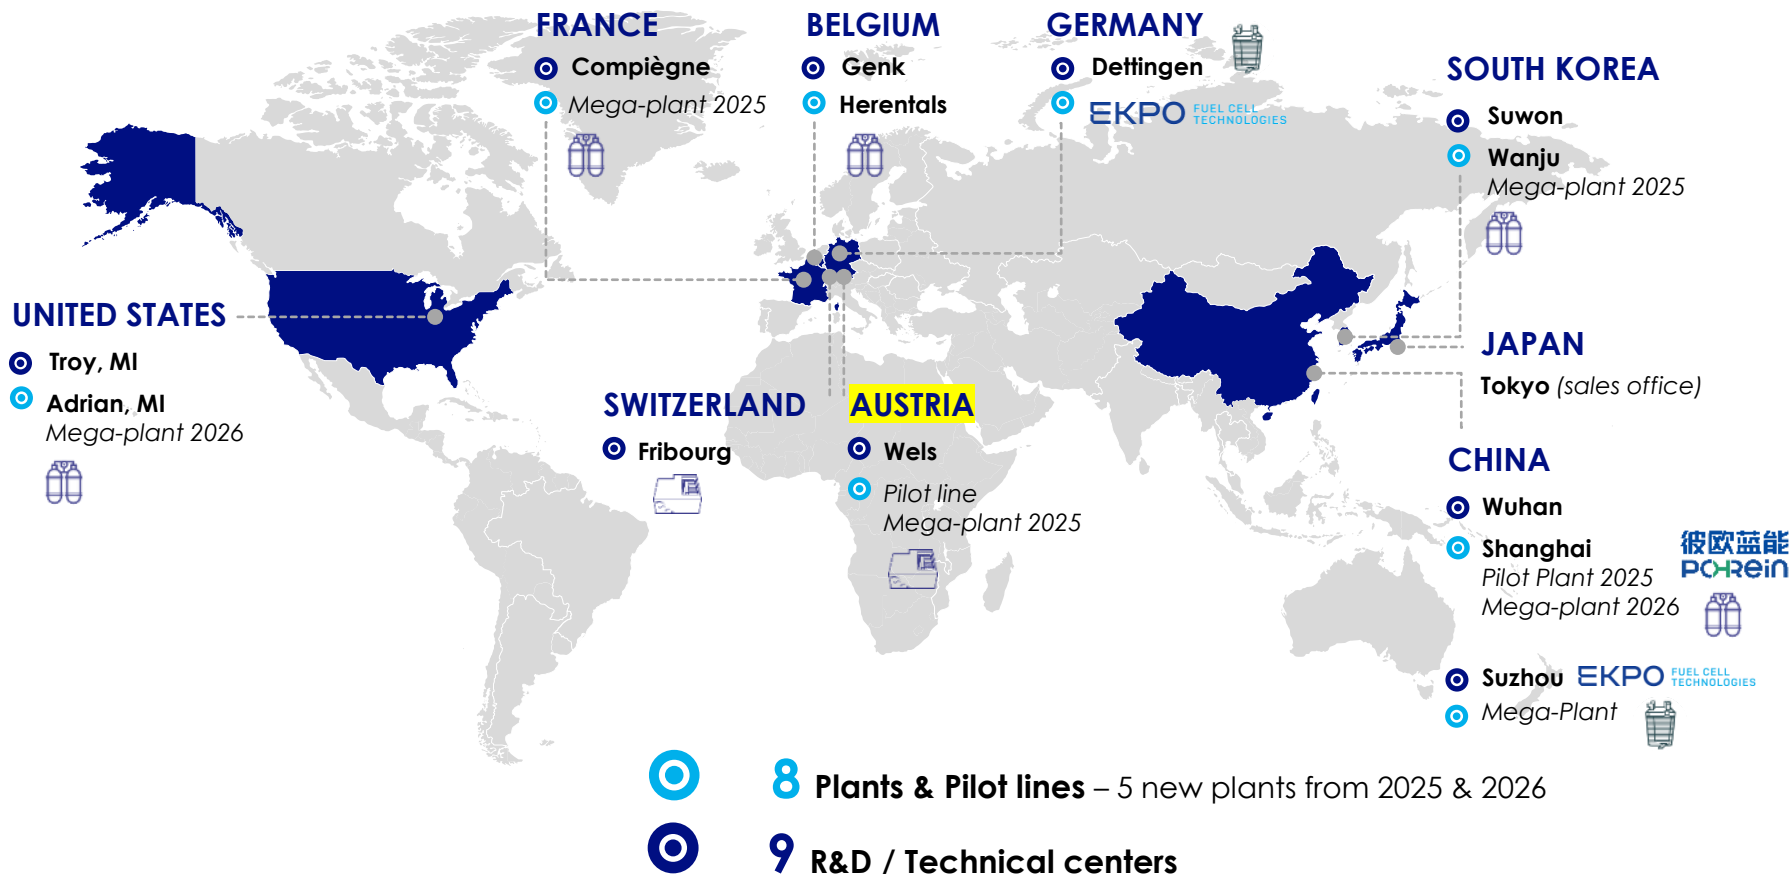 FRANCE
Compiègne
Mega-plant 2025
BELGIUM
Genk
Herentals
GERMANY
Dettingen
EKPO FUEL CELL
TECHNOLOGIES
SOUTH KOREA
Suwon
Wanju
Mega-plant 2025
UNITED STATES
Troy, MI
Adrian, MI
Mega-plant 2026
SWITZERLAND
Fribourg
AUSTRIA
Wels
Pilot line
Mega-plant 2025
JAPAN
Tokyo (sales office)
CHINA
Wuhan
Shanghai
Pilot Plant 2025
Mega-plant 2026
彼欧蓝能
POHRein
Suzhou
EKPO FUEL CELL
TECHNOLOGIES
Mega-Plant
8 Plants & Pilot lines – 5 new plants from 2025 & 2026
9 R&D / Technical centers